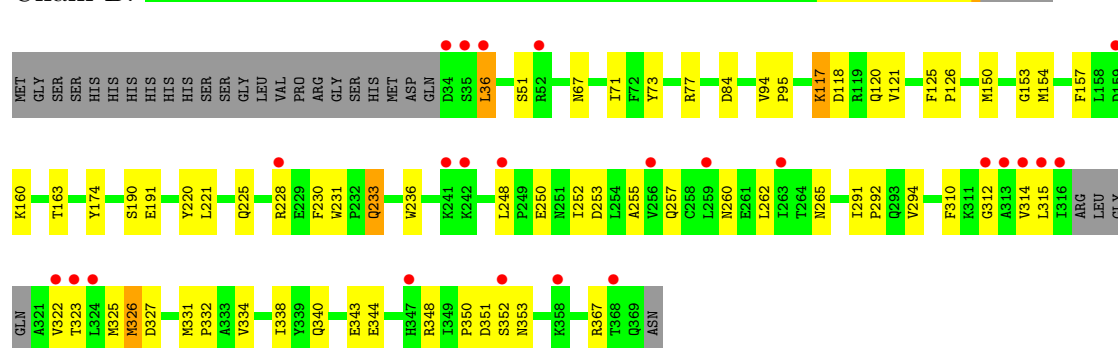 MET GLY SER SER HIS HIS HIS HIS HIS HIS SER SER GLY LEU VAL PRO ARG GLY SER HIS MET ASP GLN D34 S35 L36 S51 R52 N67 I71 F72 Y73 R77 D84 V94 P95 K117 D118 R119 Q120 V121 F125 P126 M150 G153 M154 F157 L158 D159
K160 T163 Y174 S190 E191 Y220 L221 Q225 R228 E229 F230 W231 P232 Q233 W236 K241 K242 L248 P249 E250 N251 I252 D253 L254 A255 V256 Q257 C258 L259 N260 E261 L262 I263 T264 N265 I291 P292 Q293 V294 F310 K311 G312 A313 V314 L315 I316 ARG LEU GLY
GLN A321 V322 T323 L324 M325 M326 D327 M331 P332 A333 V334 I338 Y339 Q340 E343 E344 H347 R348 I349 P350 D351 S352 N353 K358 R367 T368 Q369 ASN